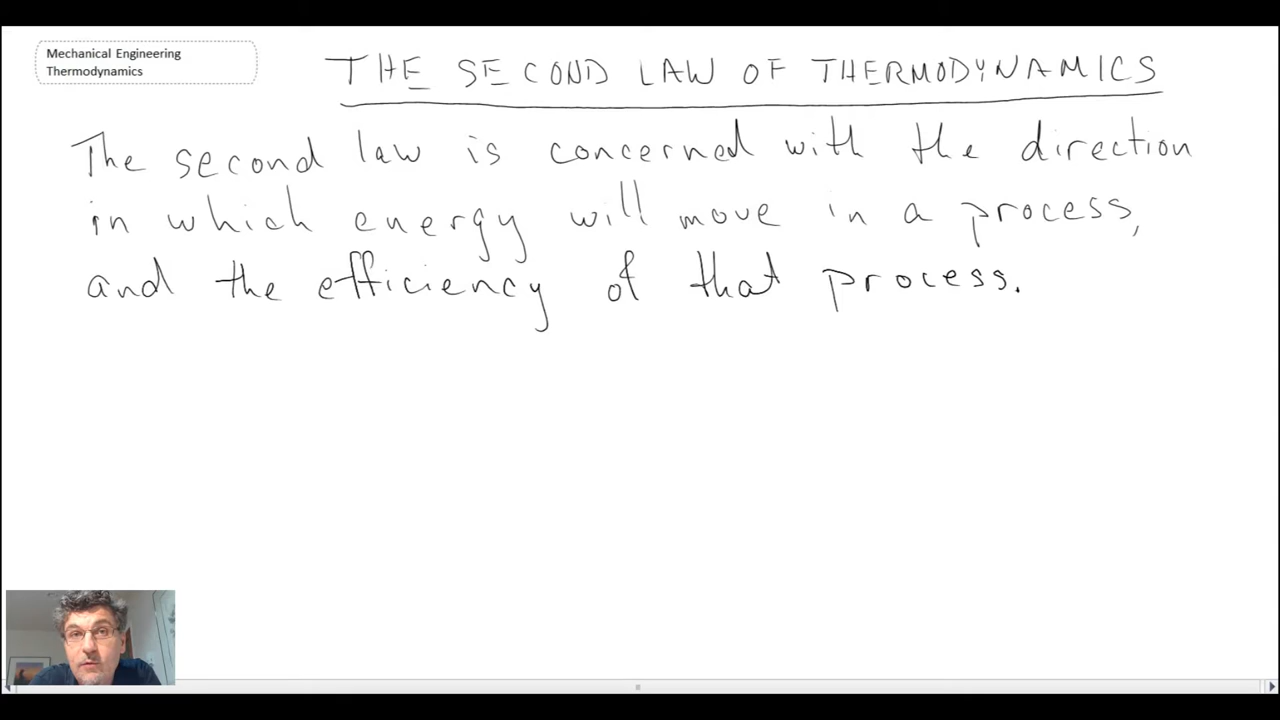 Mechanical Engineering
Thermodynamics
THE SECOND LAW OF THERMODYNAMICS
The second law is concerned with the direction
in which energy will move in a process,
and the efficiency of that process.